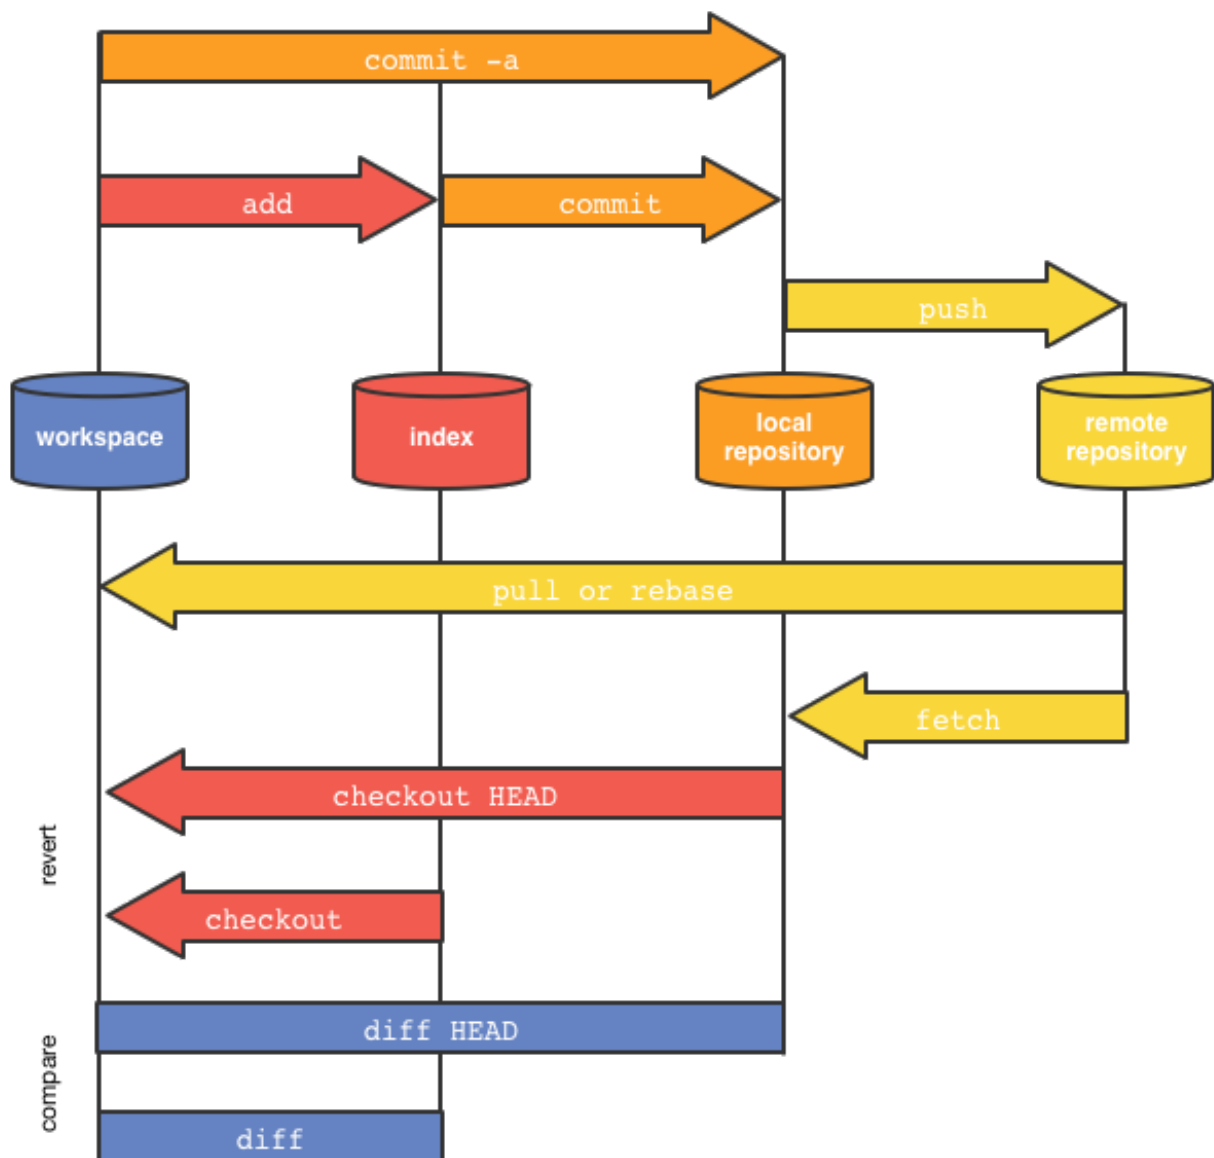 commit -a
add
commit
push
workspace
index
local
repository
remote
repository
pull or rebase
fetch
checkout HEAD
revert
checkout
diff HEAD
compare
diff